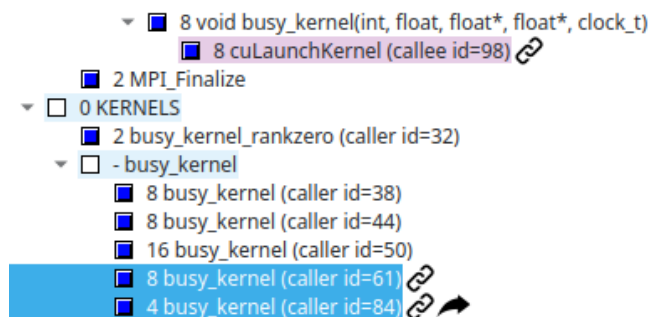 8 void busy_kernel(int, float, float*, float*, clock_t)
8 cuLaunchKernel (callee id=98)
2 MPI_Finalize
0 KERNELS
2 busy_kernel_rankzero (caller id=32)
- busy_kernel
8 busy_kernel (caller id=38)
8 busy_kernel (caller id=44)
16 busy_kernel (caller id=50)
8 busy_kernel (caller id=61)
4 busy_kernel (caller id=84)